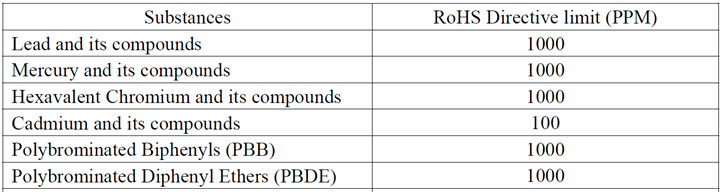 Substances RoHS Directive limit (PPM)
Lead and its compounds 1000
Mercury and its compounds 1000
Hexavalent Chromium and its compounds 1000
Cadmium and its compounds 100
Polybrominated Biphenyls (PBB) 1000
Polybrominated Diphenyl Ethers (PBDE) 1000